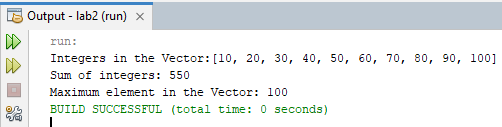 Output - lab2 (run)
run:
Integers in the Vector:[10, 20, 30, 40, 50, 60, 70, 80, 90, 100]
Sum of integers: 550
Maximum element in the Vector: 100
BUILD SUCCESSFUL (total time: 0 seconds)